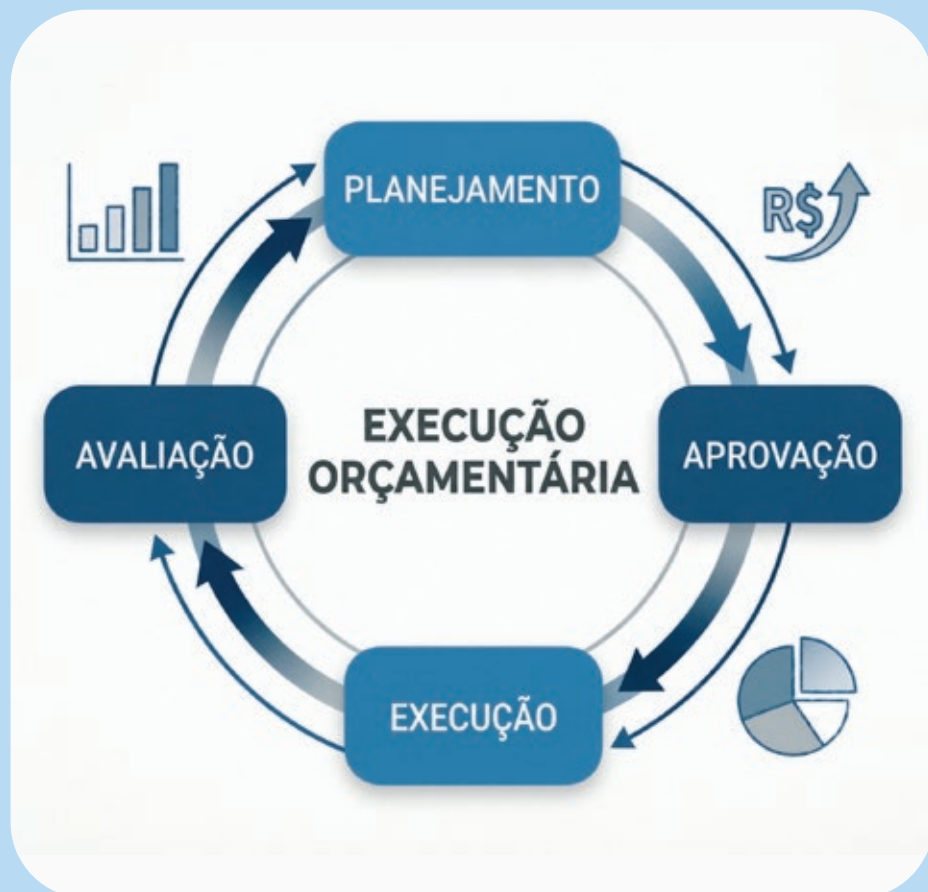 PLANEJAMENTO
R$
AVALIAÇÃO
EXECUÇÃO
ORÇAMENTÁRIA
APROVAÇÃO
EXECUÇÃO